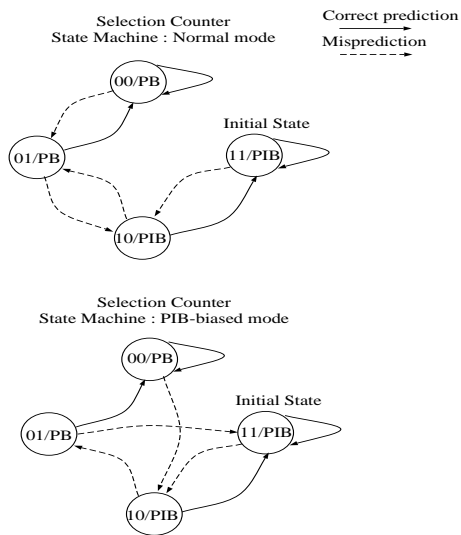 Selection Counter
State Machine : Normal mode
Correct prediction
Misprediction
00/PB
Initial State
01/PB
11/PIB
10/PIB
Selection Counter
State Machine : PIB-biased mode
00/PB
Initial State
01/PB
11/PIB
10/PIB